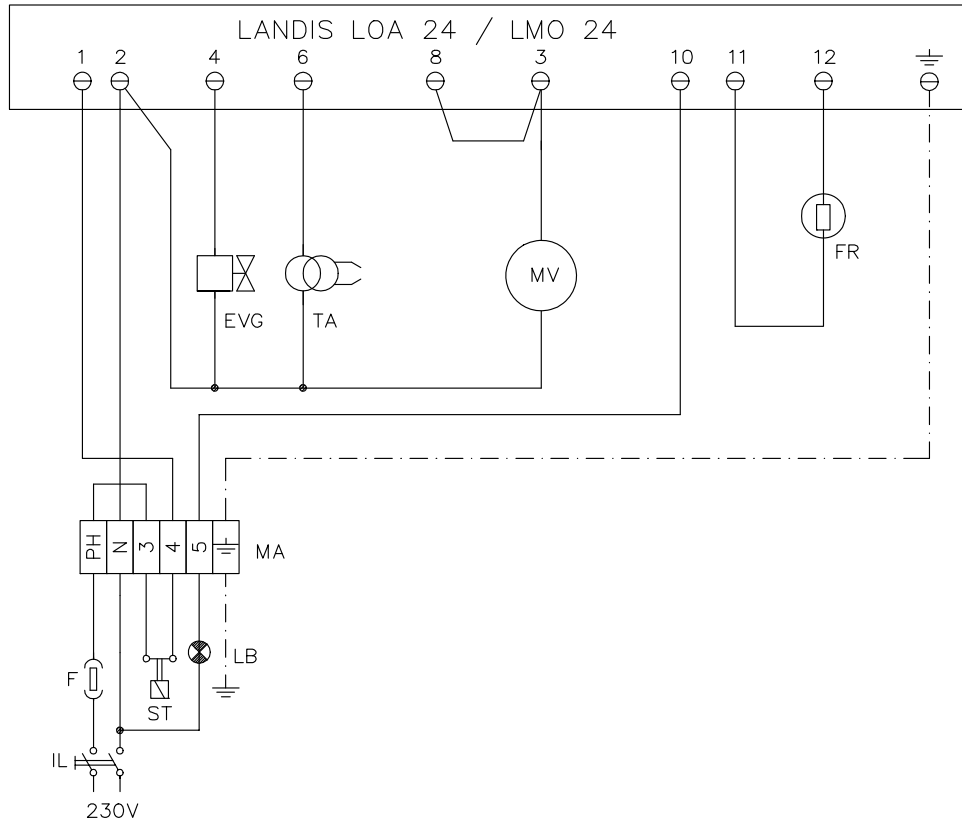 LANDIS LOA 24 / LMO 24
1 2 4 6 8 3 10 11 12
FR
MV
EVG TA
PH N 3 4 5 MA
LB
F
ST
IL
230V